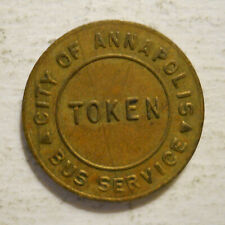 CITY OF ANNAPOLIS
TOKEN
BUS SERVICE